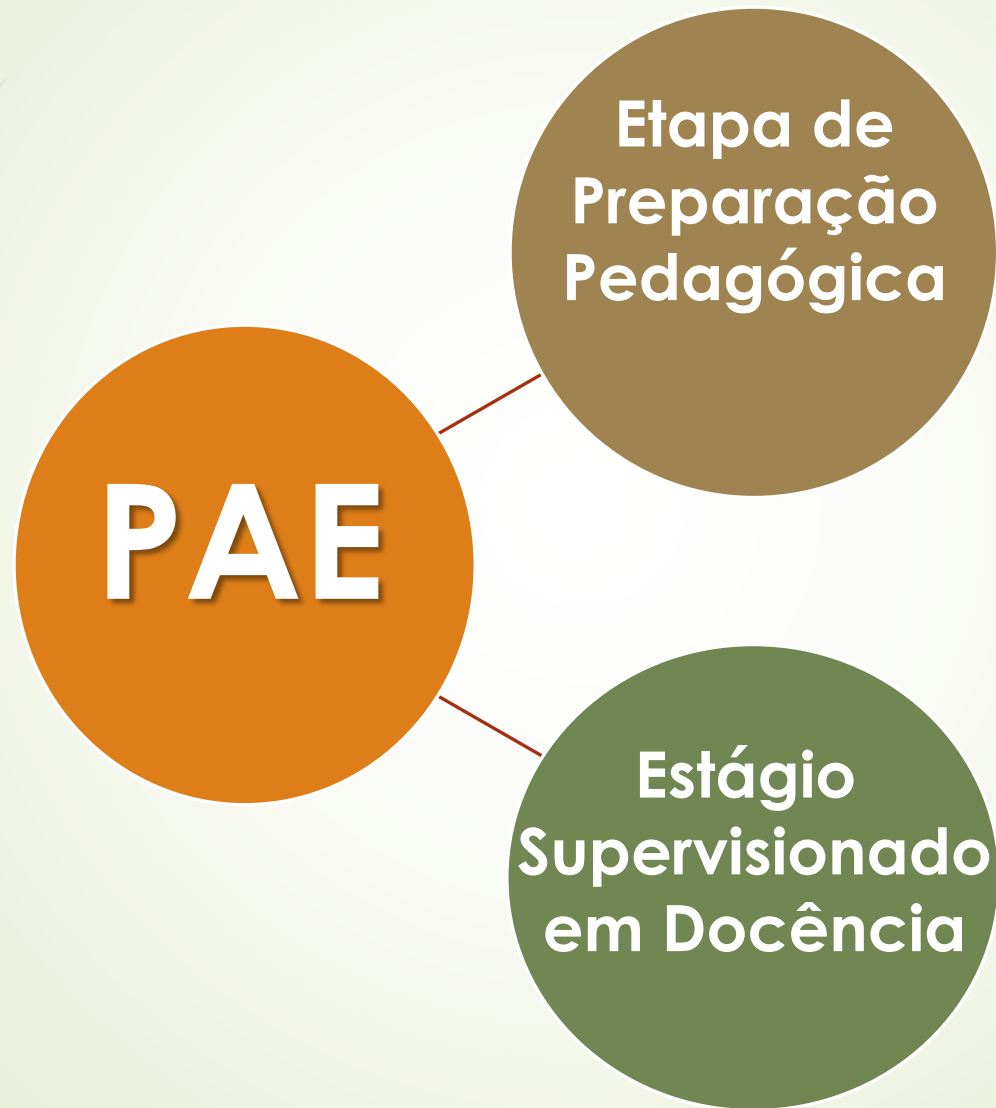 PAE
Etapa de
Preparação
Pedagógica
Estágio
Supervisionado
em Docência